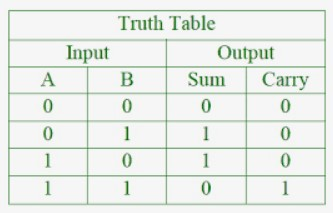 Truth Table
Input Output
A B Sum Carry
0 0 0 0
0 1 1 0
1 0 1 0
1 1 0 1